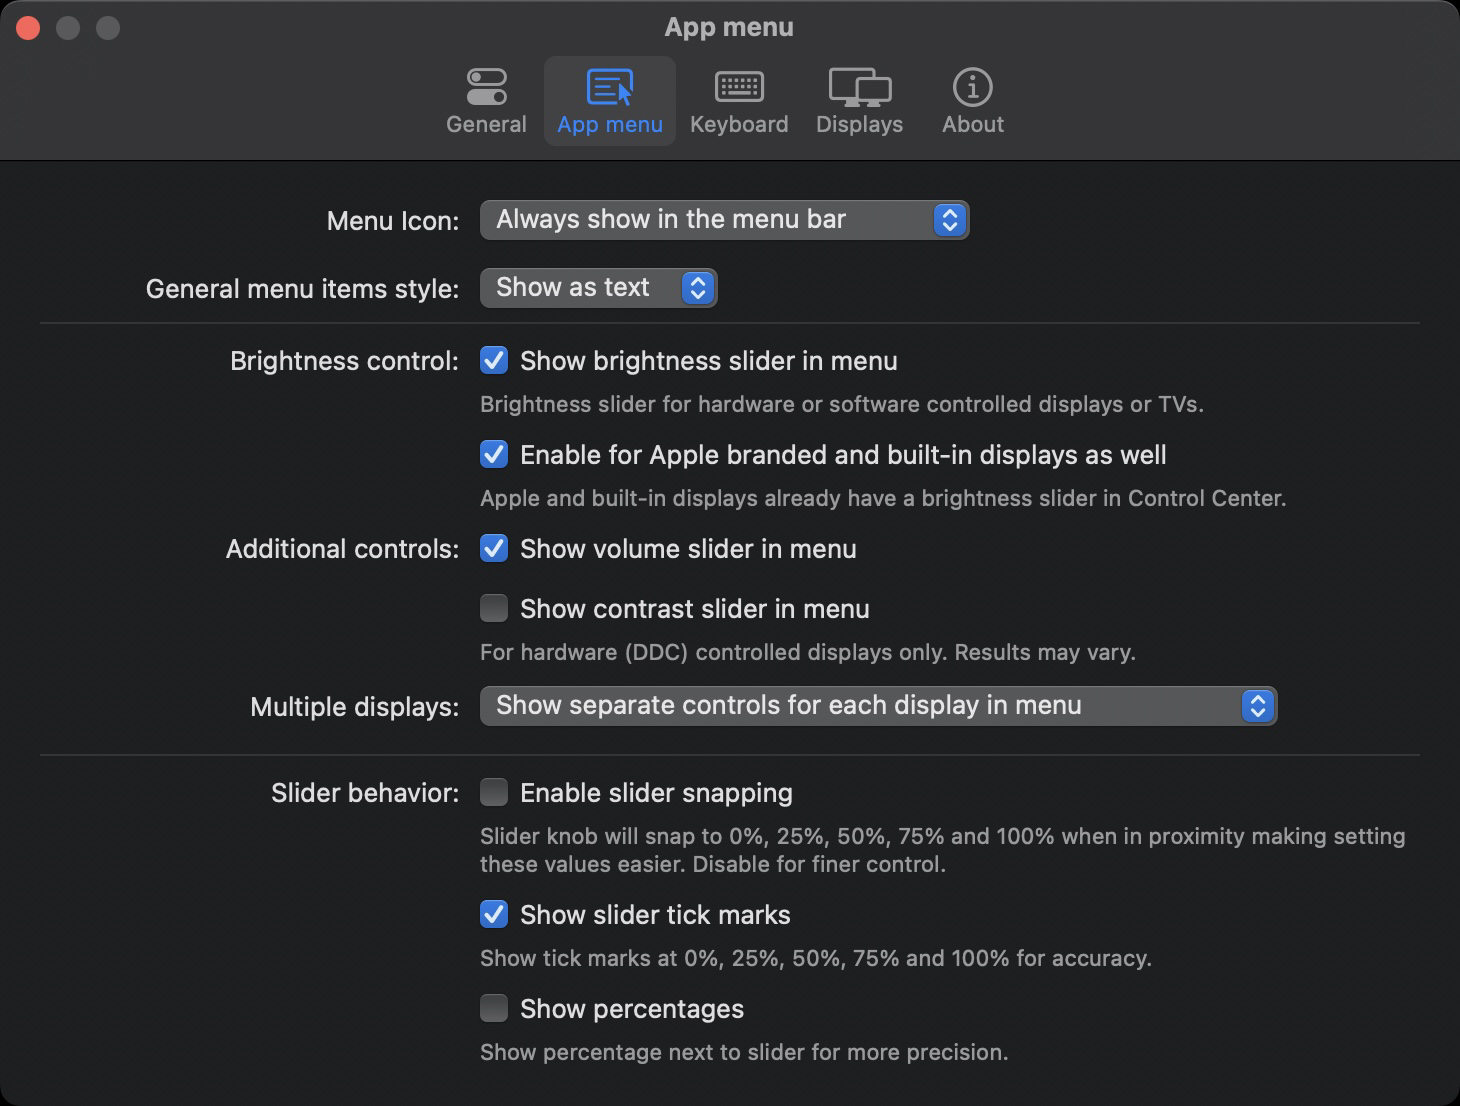 App menu
General
App menu
Keyboard
Displays
About
Menu Icon: Always show in the menu bar
General menu items style: Show as text
Brightness control: Show brightness slider in menu
Brightness slider for hardware or software controlled displays or TVs.
Enable for Apple branded and built-in displays as well
Apple and built-in displays already have a brightness slider in Control Center.
Additional controls: Show volume slider in menu
Show contrast slider in menu
For hardware (DDC) controlled displays only. Results may vary.
Multiple displays: Show separate controls for each display in menu
Slider behavior: Enable slider snapping
Slider knob will snap to 0%, 25%, 50%, 75% and 100% when in proximity making setting
these values easier. Disable for finer control.
Show slider tick marks
Show tick marks at 0%, 25%, 50%, 75% and 100% for accuracy.
Show percentages
Show percentage next to slider for more precision.